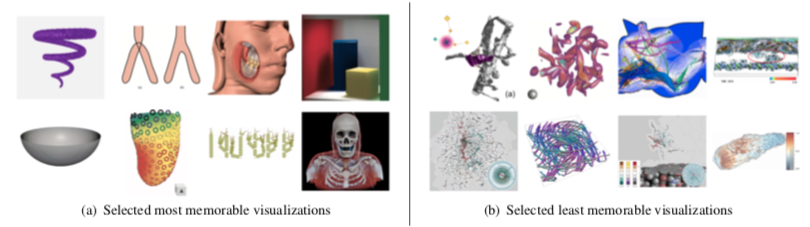 (a)
(a) Selected most memorable visualizations
(b) Selected least memorable visualizations